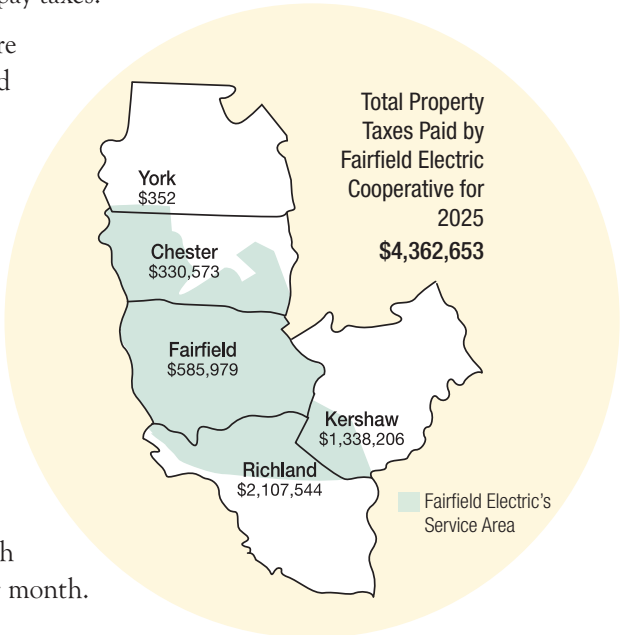 pay taxes.
Total Property
Taxes Paid by
Fairfield Electric
Cooperative for
2025
$4,362,653
York
$352
Chester
$330,573
Fairfield
$585,979
Kershaw
$1,338,206
Richland
$2,107,544
Fairfield Electric's
Service Area
month.